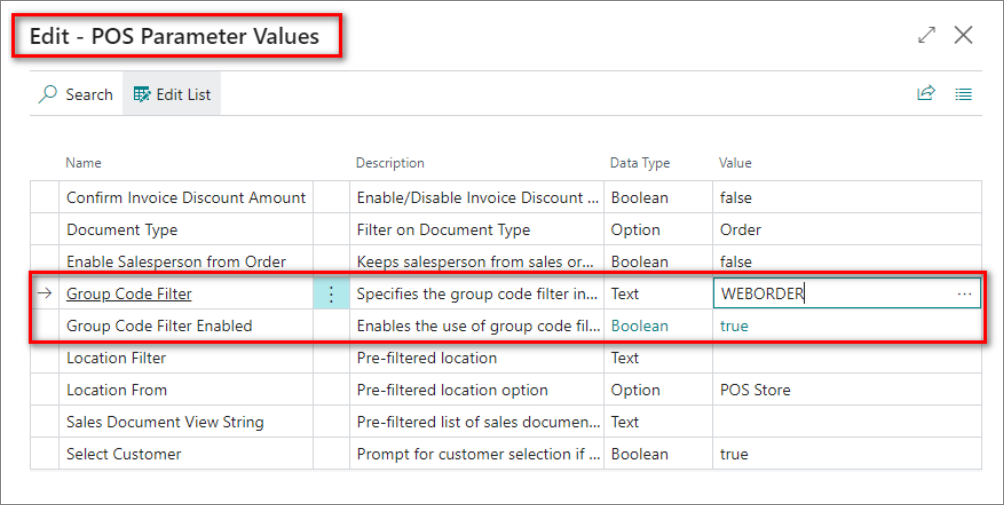 Edit - POS Parameter Values
Search Edit List
Name Description Data Type Value
Confirm Invoice Discount Amount Enable/Disable Invoice Discount ... Boolean false
Document Type Filter on Document Type Option Order
Enable Salesperson from Order Keeps salesperson from sales or... Boolean false
Group Code Filter Specifies the group code filter in... Text WEBORDER
Group Code Filter Enabled Enables the use of group code fil... Boolean true
Location Filter Pre-filtered location Text
Location From Pre-filtered location option Option POS Store
Sales Document View String Pre-filtered list of sales documen... Text
Select Customer Prompt for customer selection if ... Boolean true